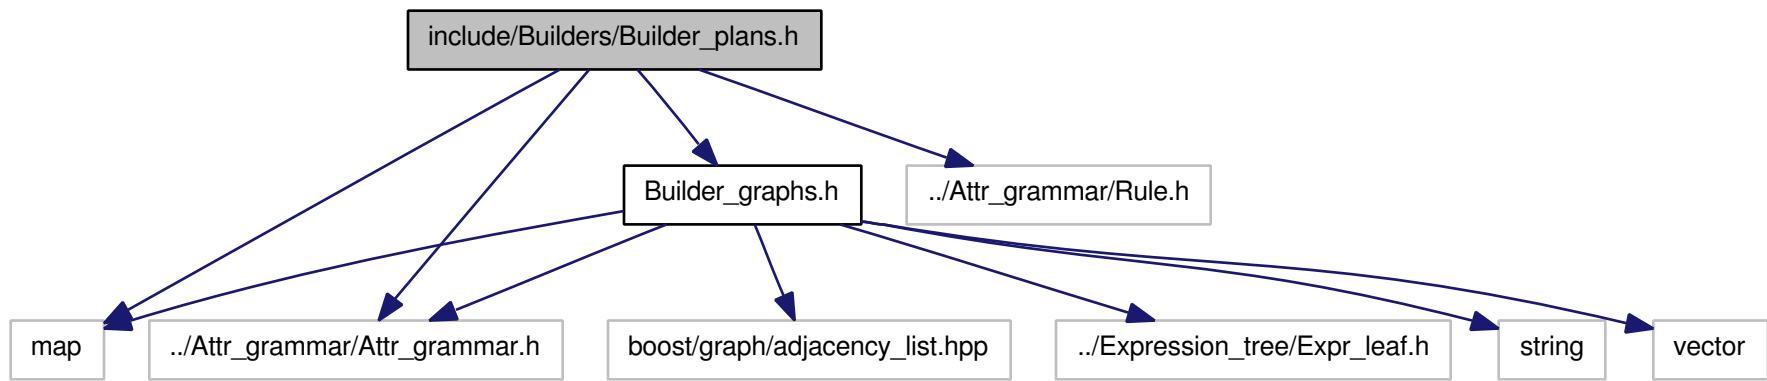 include/Builders/Builder_plans.h
Builder_graphs.h
../Attr_grammar/Rule.h
map
../Attr_grammar/Attr_grammar.h
boost/graph/adjacency_list.hpp
../Expression_tree/Expr_leaf.h
string
vector